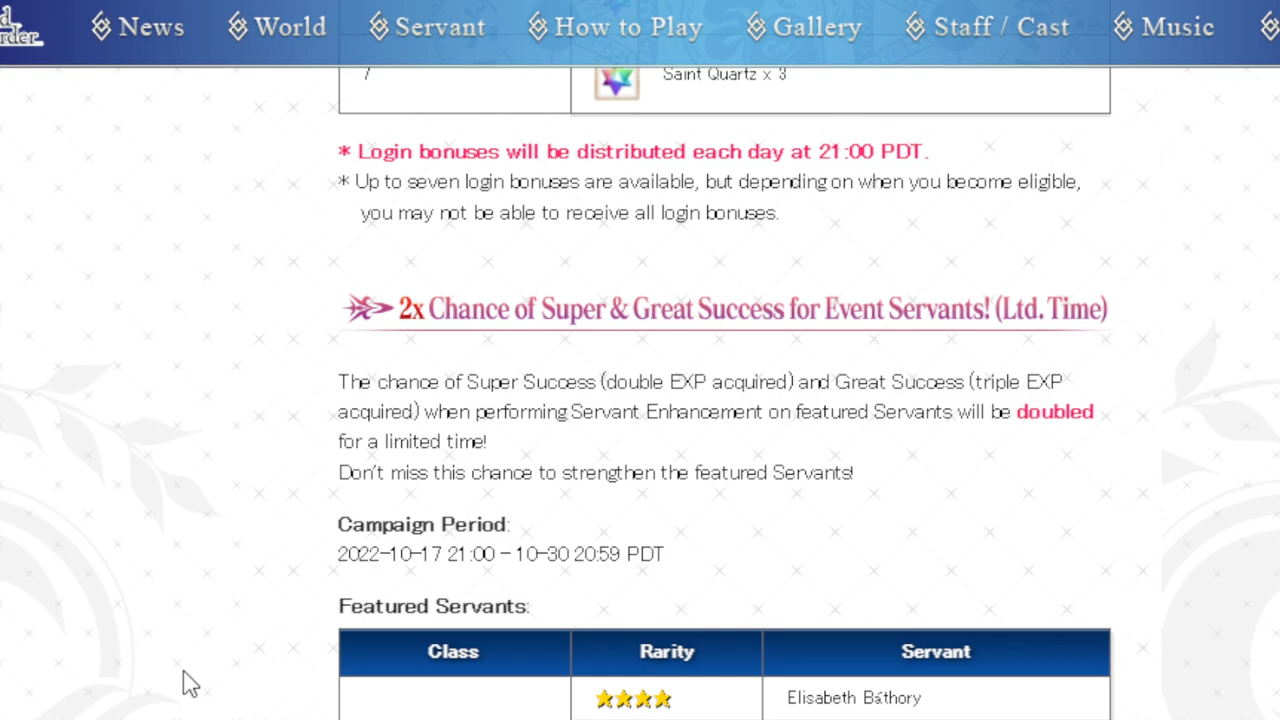 News World Servant How to Play Gallery Staff / Cast Music
7 Saint Quartz x 3
* Login bonuses will be distributed each day at 21:00 PDT.
* Up to seven login bonuses are available, but depending on when you become eligible,
you may not be able to receive all login bonuses.
2x Chance of Super & Great Success for Event Servants! (Ltd. Time)
The chance of Super Success (double EXP acquired) and Great Success (triple EXP
acquired) when performing Servant Enhancement on featured Servants will be doubled
for a limited time!
Don't miss this chance to strengthen the featured Servants!
Campaign Period:
2022-10-17 21:00 - 10-30 20:59 PDT
Featured Servants:
Class Rarity Servant
★★★★ Elisabeth Báthory